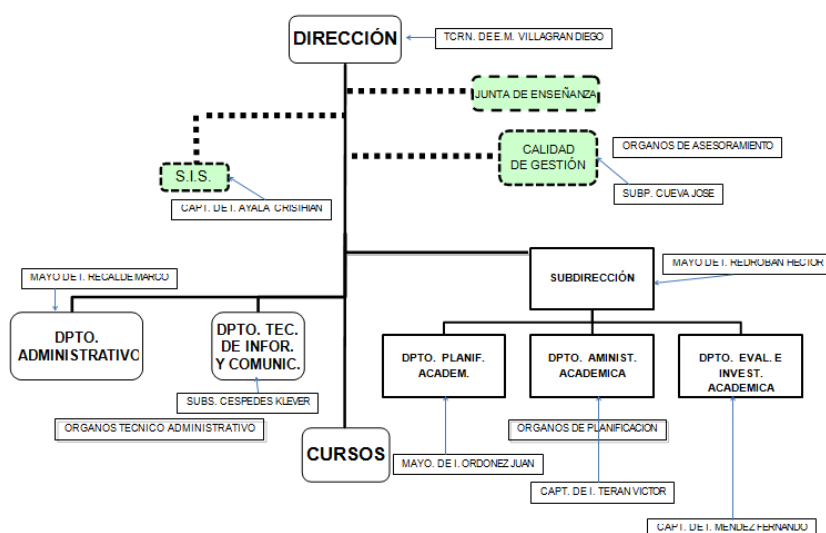 DIRECCIÓN
TCRN. DE E.M. VILLAGRAN DIEGO
JUNTA DE ENSEÑANZA
CALIDAD
DE GESTIÓN
ORGANOS DE ASESORAMIENTO
S.I.S.
SUBP. CUEVA JOSE
CAPT. DE I. AYALA CRISTHIAN
MAYO DE I. RECALDE MARCO
SUBDIRECCIÓN
MAYO DE I. REDROBAN HECTOR
DPTO.
ADMINISTRATIVO
DPTO. TEC.
DE INFOR.
Y COMUNIC.
DPTO. PLANIF.
ACADEM.
DPTO. AMINIST.
ACADEMICA
DPTO. EVAL. E
INVEST.
ACADEMICA
SUBS. CESPEDES KLEVER
ORGANOS TECNICO ADMINISTRATIVO
ORGANOS DE PLANIFICACION
CURSOS
MAYO. DE I. ORDONEZ JUAN
CAPT. DE I. TERAN VICTOR
CAPT. DE I. MENDEZ FERNANDO